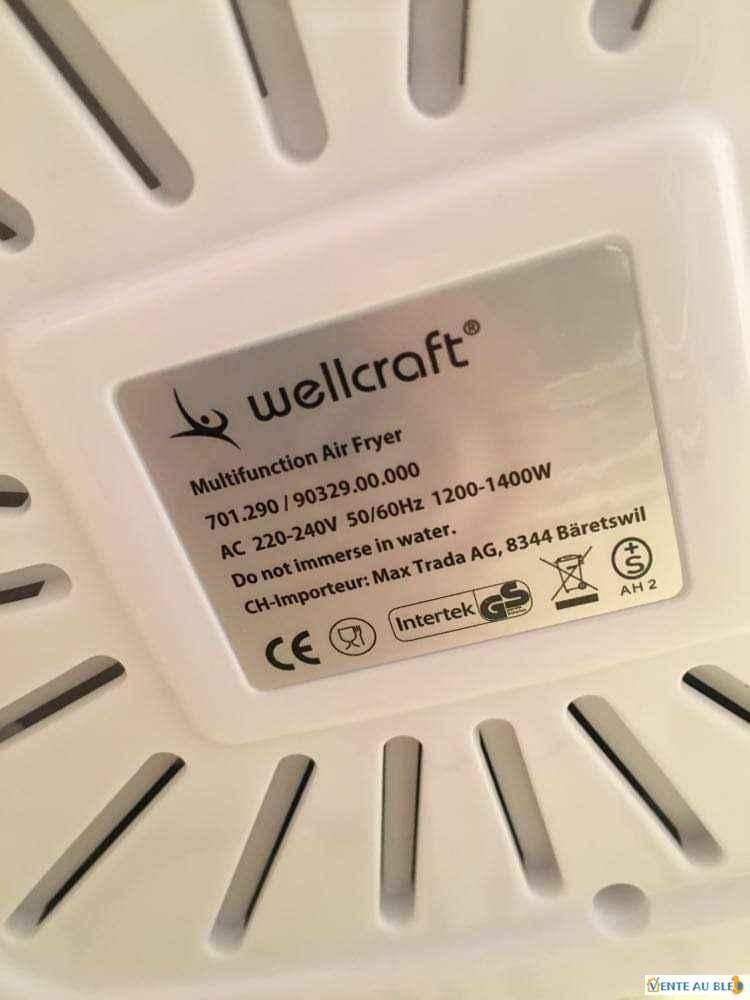 wellcraft®
Multifunction Air Fryer
701.290 / 90329.00.000
AC 220-240V 50/60Hz 1200-1400W
Do not immerse in water.
CH-Importeur: Max Trada AG, 8344 Bäretswil
CE Intertek GS +S
AH 2
VENTE AU BLED